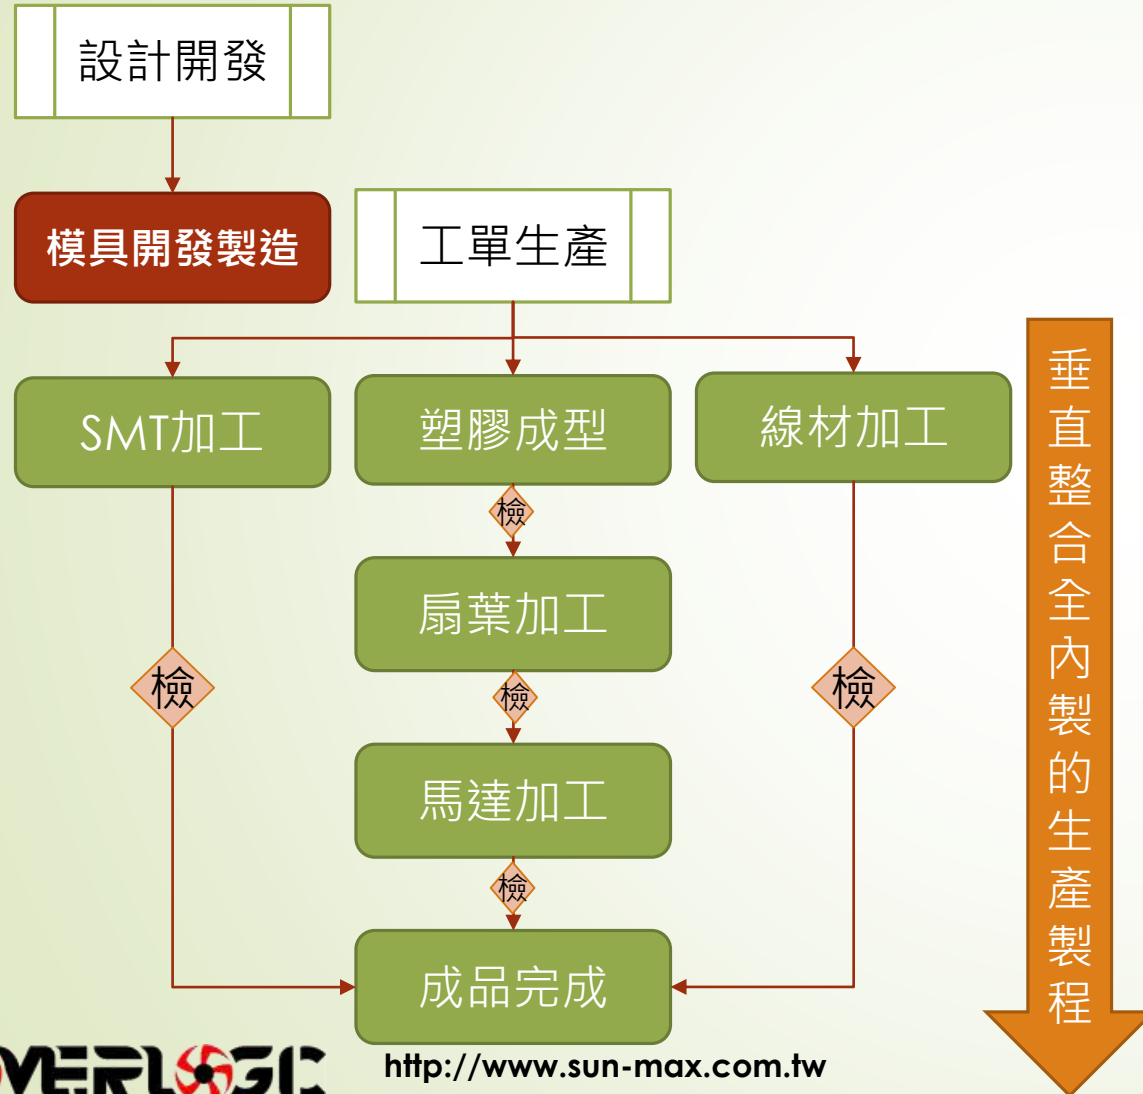 設計開發
模具開發製造
工單生產
SMT加工
塑膠成型
線材加工
檢
扇葉加工
檢
檢
檢
馬達加工
檢
成品完成
垂直整合全內製的生產製程
http://www.sun-max.com.tw